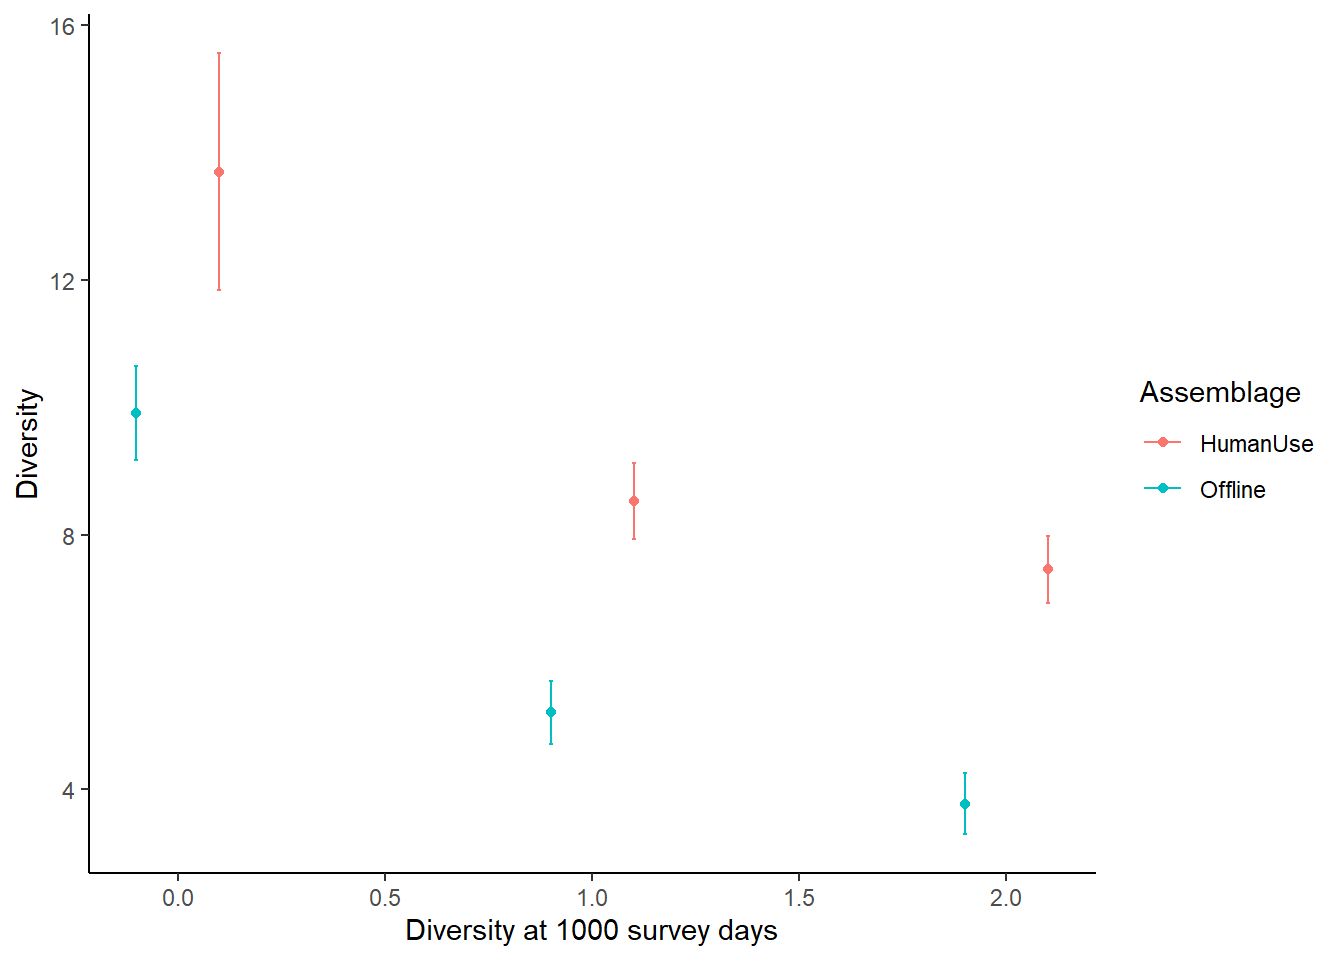 16
12
8
4
Diversity
0.0 0.5 1.0 1.5 2.0
Diversity at 1000 survey days
Assemblage
HumanUse
Offline